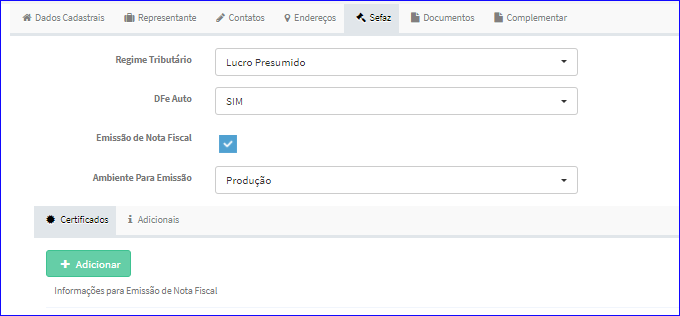 Dados Cadastrais Representante Contatos Endereços Sefaz Documentos Complementar
Regime Tributário Lucro Presumido
DFe Auto SIM
Emissão de Nota Fiscal
Ambiente Para Emissão Produção
Certificados Adicionais
Adicionar
Informações para Emissão de Nota Fiscal